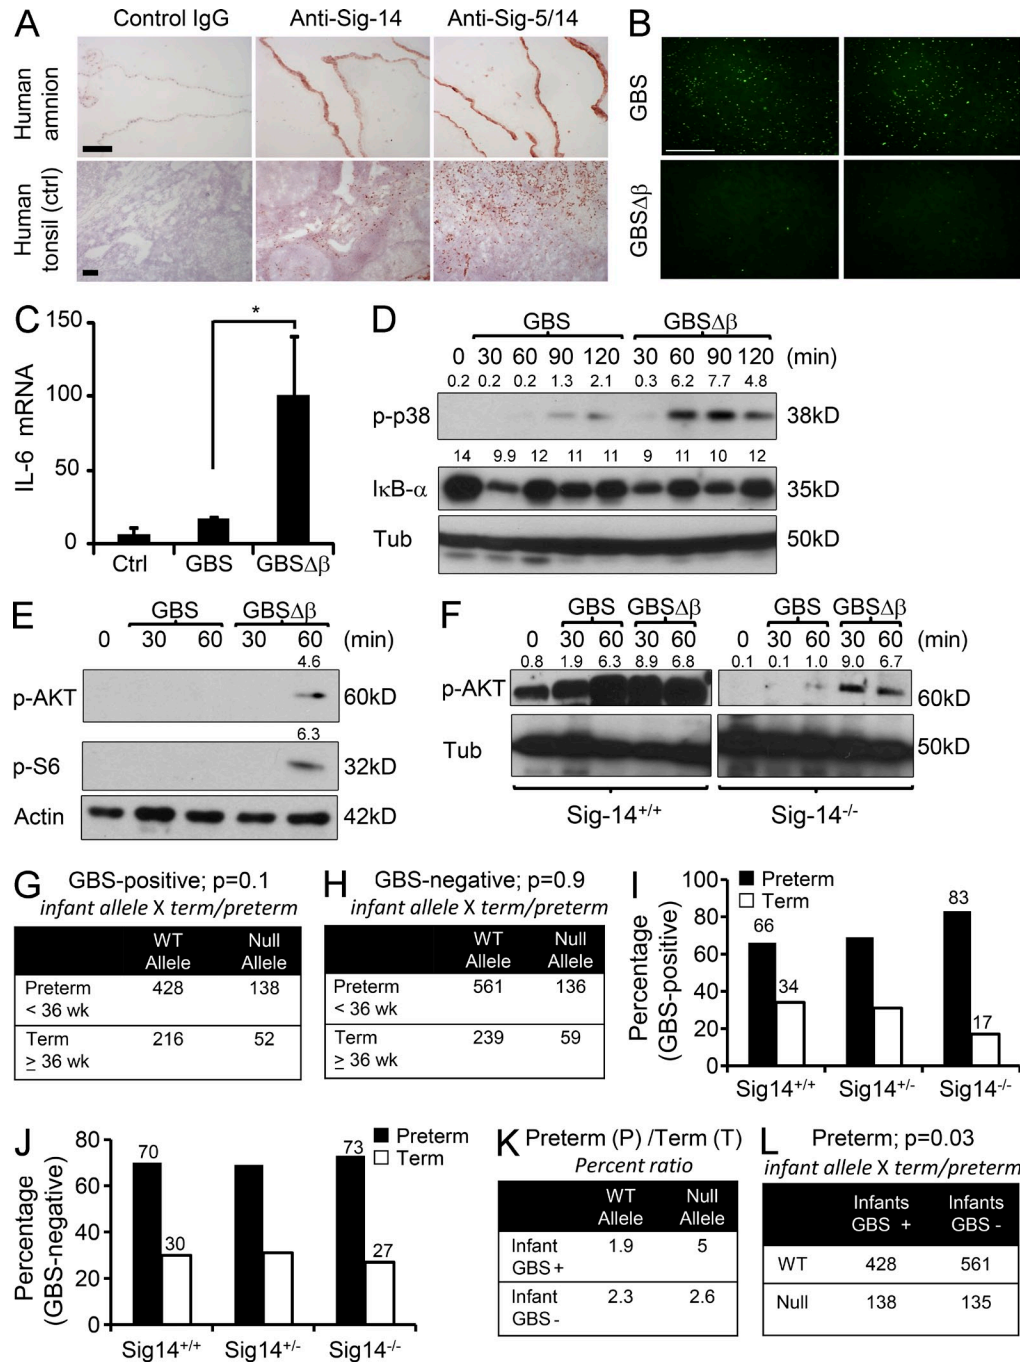 A
Control IgG Anti-Sig-14 Anti-Sig-5/14
Human amnion
Human tonsil (ctrl)
B
GBS
GBSΔβ
C
IL-6 mRNA
150
100
50
0
*
Ctrl GBS GBSΔβ
D
GBS GBSΔβ
0 30 60 90 120 30 60 90 120 (min)
0.2 0.2 0.2 1.3 2.1 0.3 6.2 7.7 4.8
p-p38 38kD
14 9.9 12 11 11 9 11 10 12
IκB-α 35kD
Tub 50kD
E
GBS GBSΔβ
0 30 60 30 60 (min)
4.6
p-AKT 60kD
6.3
p-S6 32kD
Actin 42kD
F
GBS GBSΔβ GBS GBSΔβ
0 30 60 30 60 0 30 60 30 60 (min)
0.8 1.9 6.3 8.9 6.8 0.1 0.1 1.0 9.0 6.7
p-AKT 60kD
Tub 50kD
Sig-14+/+ Sig-14-/-
G GBS-positive; p=0.1
infant allele X term/preterm
WT Allele Null Allele
Preterm < 36 wk 428 138
Term ≥ 36 wk 216 52
H GBS-negative; p=0.9
infant allele X term/preterm
WT Allele Null Allele
Preterm < 36 wk 561 136
Term ≥ 36 wk 239 59
I
Percentage (GBS-positive)
100
80
60
40
20
0
Preterm
Term
66 34 83 17
Sig14+/+ Sig14+/- Sig14-/-
J
Percentage (GBS-negative)
80
60
40
20
0
Preterm
Term
70 30 73 27
Sig14+/+ Sig14+/- Sig14-/-
K Preterm (P) /Term (T)
Percent ratio
WT Allele Null Allele
Infant GBS + 1.9 5
Infant GBS - 2.3 2.6
L Preterm; p=0.03
infant allele X term/preterm
Infants GBS + Infants GBS -
WT 428 561
Null 138 135